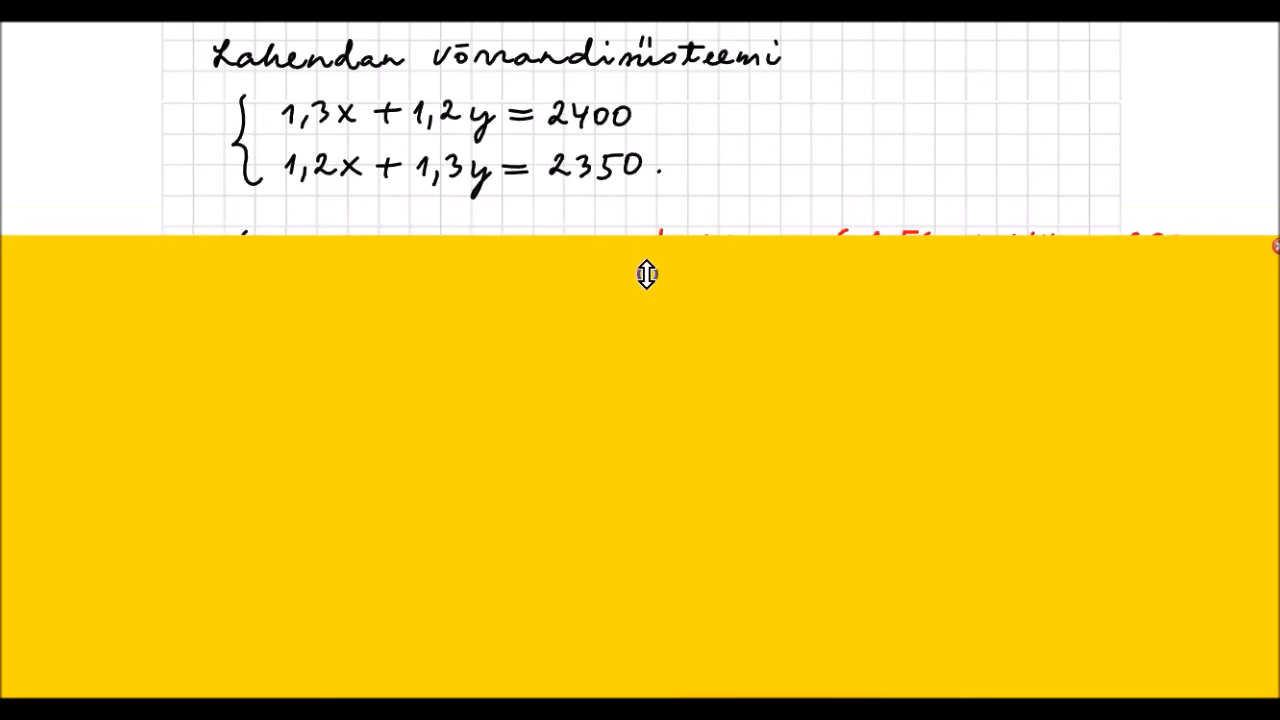 Lahendan võrrandisüsteemi
1,3x + 1,2y = 2400
1,2x + 1,3y = 2350.